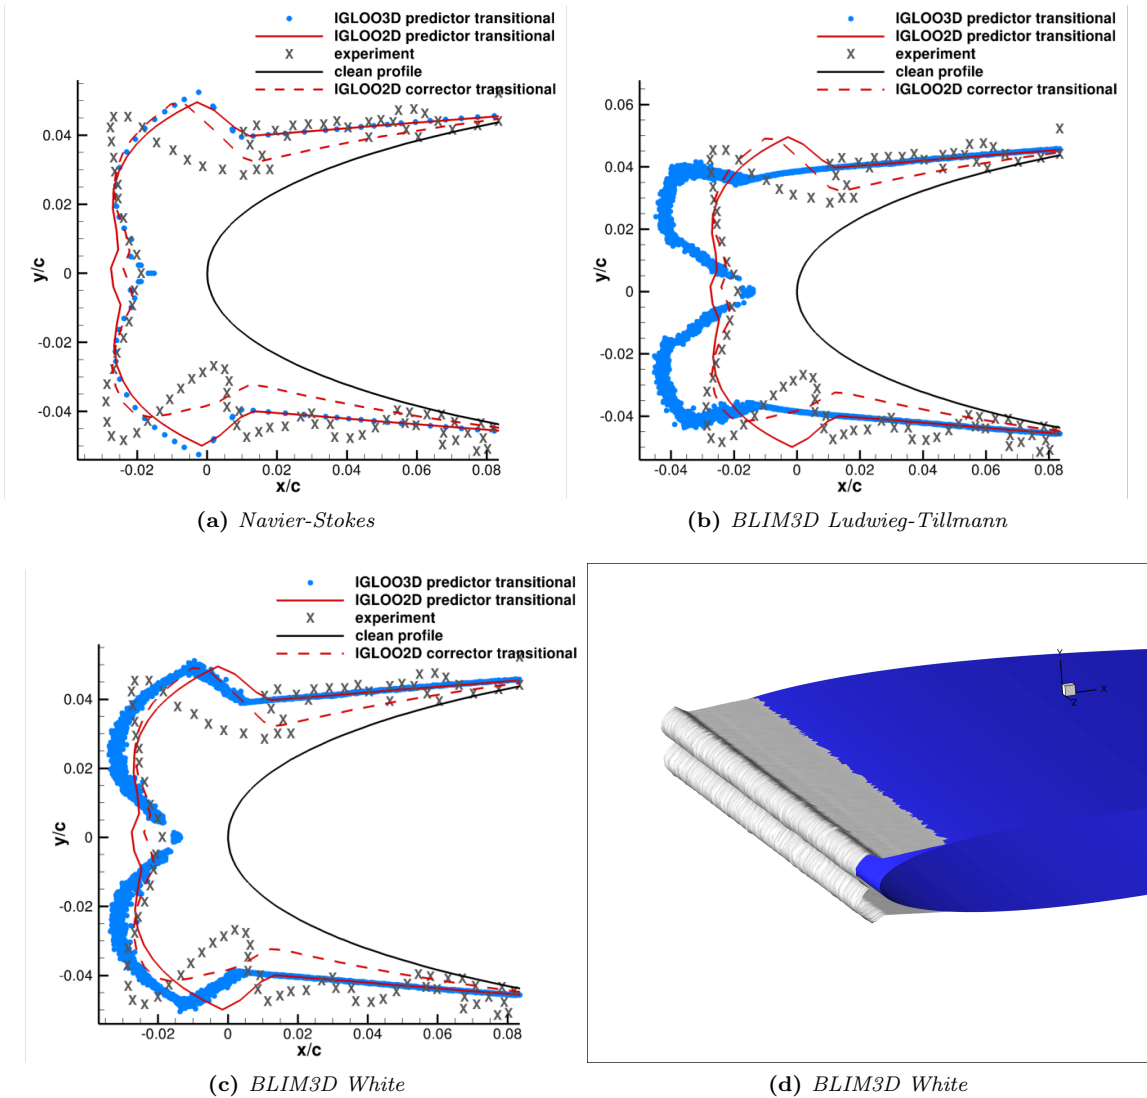 IGLOO3D predictor transitional
IGLOO2D predictor transitional
experiment
clean profile
IGLOO2D corrector transitional
y/c
0.04
0.02
0
-0.02
-0.04
-0.02 0 0.02 0.04 0.06 0.08
x/c
(a) Navier-Stokes
IGLOO3D predictor transitional
IGLOO2D predictor transitional
experiment
clean profile
IGLOO2D corrector transitional
y/c
0.06
0.04
0.02
0
-0.02
-0.04
-0.04 -0.02 0 0.02 0.04 0.06 0.08
x/c
(b) BLIM3D Ludwieg-Tillmann
IGLOO3D predictor transitional
IGLOO2D predictor transitional
experiment
clean profile
IGLOO2D corrector transitional
y/c
0.04
0.02
0
-0.02
-0.04
-0.02 0 0.02 0.04 0.06 0.08
x/c
(c) BLIM3D White
Y
X
Z
(d) BLIM3D White